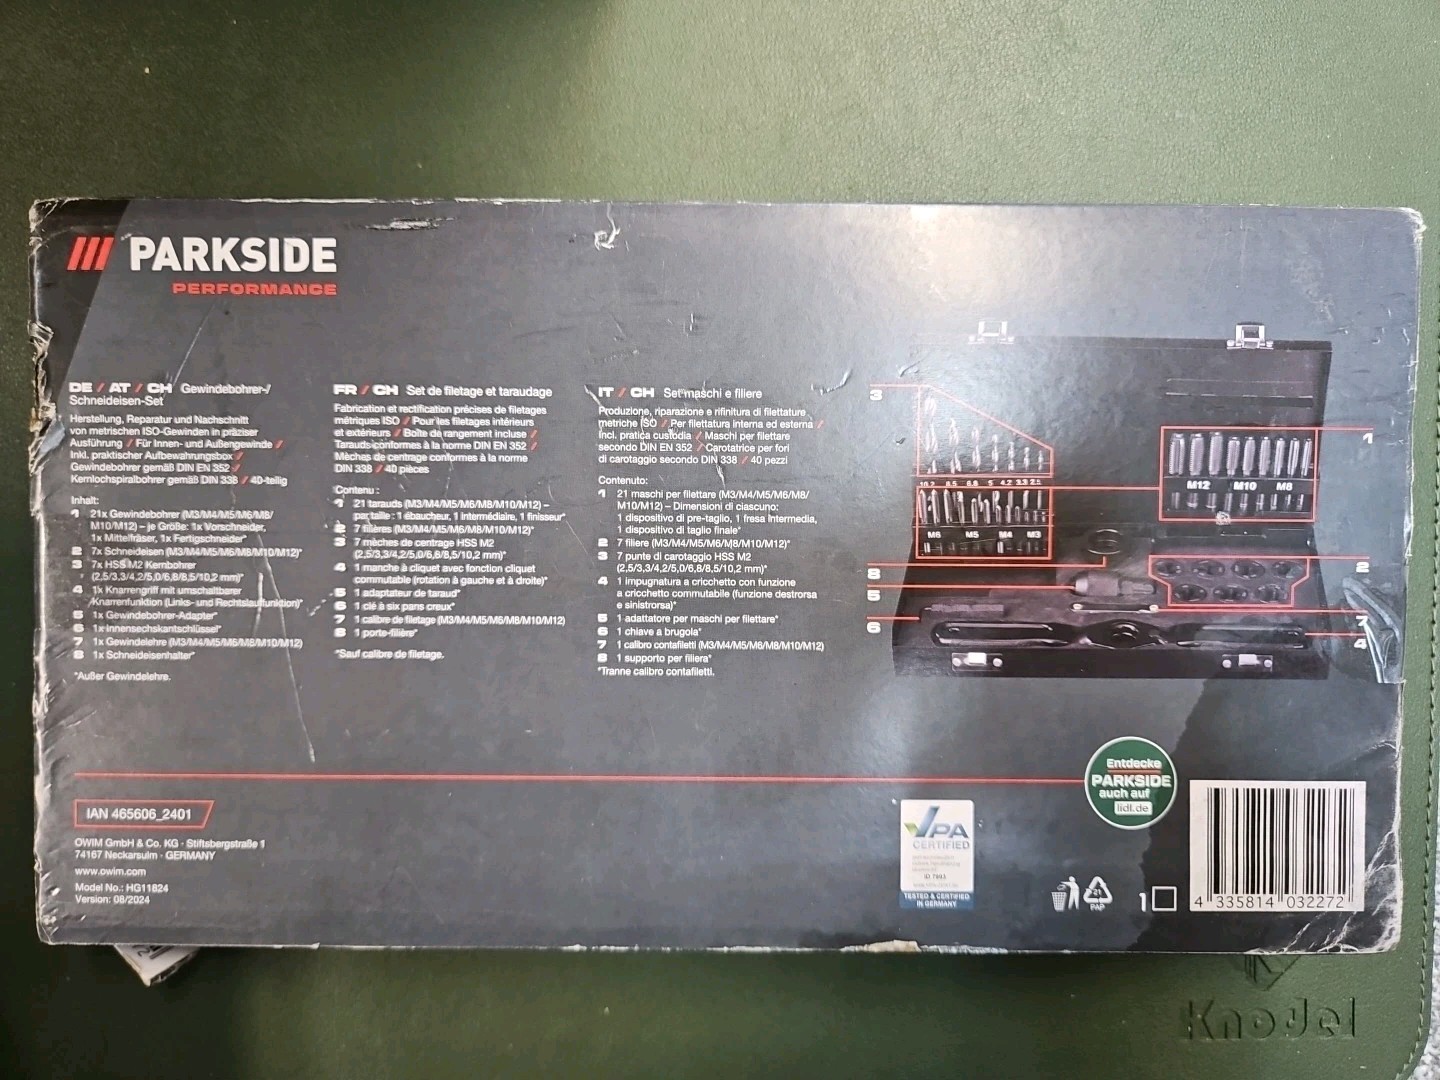 PARKSIDE
PERFORMANCE
DE / AT / CH Gewindebohrer-/
Schneideisen-Set
Herstellung, Reparatur und Nachschnitt
von metrischen ISO-Gewinden in präziser
Ausführung / Für Innen- und Außengewinde /
Inkl. praktischer Aufbewahrungsbox /
Gewindebohrer gemäß DIN EN 352 /
Kernlochspiralbohrer gemäß DIN 338 / 40-teilig
Inhalt:
1 21x Gewindebohrer (M3/M4/M5/M6/M8/
M10/M12) – je Größe: 1x Vorschneider,
1x Mittelfräser, 1x Fertigschneider*
2 7x Schneideisen (M3/M4/M5/M6/M8/M10/M12)*
3 7x HSS M2 Kernbohrer
(2,5/3,3/4,2/5,0/6,8/8,5/10,2 mm)*
4 1x Knarrengriff mit umschaltbarer
Knarrenfunktion (Links- und Rechtslauffunktion)*
5 1x Gewindebohrer-Adapter*
6 1x Innensechskantschlüssel*
7 1x Gewindelehre (M3/M4/M5/M6/M8/M10/M12)
8 1x Schneideisenhalter*
*Außer Gewindelehre.
FR / CH Set de filetage et taraudage
Fabrication et rectification précises de filetages
métriques ISO / Pour les filetages intérieurs
et extérieurs / Boîte de rangement incluse /
Tarauds conformes à la norme DIN EN 352 /
Mèches de centrage conformes à la norme
DIN 338 / 40 pièces
Contenu :
1 21 tarauds (M3/M4/M5/M6/M8/M10/M12) –
par taille : 1 ébaucheur, 1 intermédiaire, 1 finisseur*
2 7 filières (M3/M4/M5/M6/M8/M10/M12)*
3 7 mèches de centrage HSS M2
(2,5/3,3/4,2/5,0/6,8/8,5/10,2 mm)*
4 1 manche à cliquet avec fonction cliquet
commutable (rotation à gauche et à droite)*
5 1 adaptateur de taraud*
6 1 clé à six pans creux*
7 1 calibre de filetage (M3/M4/M5/M6/M8/M10/M12)
8 1 porte-filière*
*Sauf calibre de filetage.
IT / CH Set maschi e filiere
Produzione, riparazione e rifinitura di filettature
metriche ISO / Per filettatura interna ed esterna /
Incl. pratica custodia / Maschi per filettare
secondo DIN EN 352 / Carotatrice per fori
di carotaggio secondo DIN 338 / 40 pezzi
Contenuto:
1 21 maschi per filettare (M3/M4/M5/M6/M8/
M10/M12) – Dimensioni di ciascuno:
1 dispositivo di pre-taglio, 1 fresa intermedia,
1 dispositivo di taglio finale*
2 7 filiere (M3/M4/M5/M6/M8/M10/M12)*
3 7 punte di carotaggio HSS M2
(2,5/3,3/4,2/5,0/6,8/8,5/10,2 mm)*
4 1 impugnatura a cricchetto con funzione
a cricchetto commutabile (funzione destrorsa
e sinistrorsa)*
5 1 adattatore per maschi per filettare*
6 1 chiave a brugola*
7 1 calibro contafiletti (M3/M4/M5/M6/M8/M10/M12)
8 1 supporto per filiera*
*Tranne calibro contafiletti.
3
1
10.2 8.5 6.8 5 4.2 3.3 2.5
M12 M10 M8
M6 M5 M4 M3
8
2
5
6
7
4
IAN 465606_2401
OWIM GmbH & Co. KG · Stiftsbergstraße 1
74167 Neckarsulm · GERMANY
www.owim.com
Model No.: HG11824
Version: 08/2024
VPA
CERTIFIED
ID 7993
TESTED & CERTIFIED
IN GERMANY
Entdecke
PARKSIDE
auch auf
lidl.de
21
PAP
1
4 335814 032272
Knodel